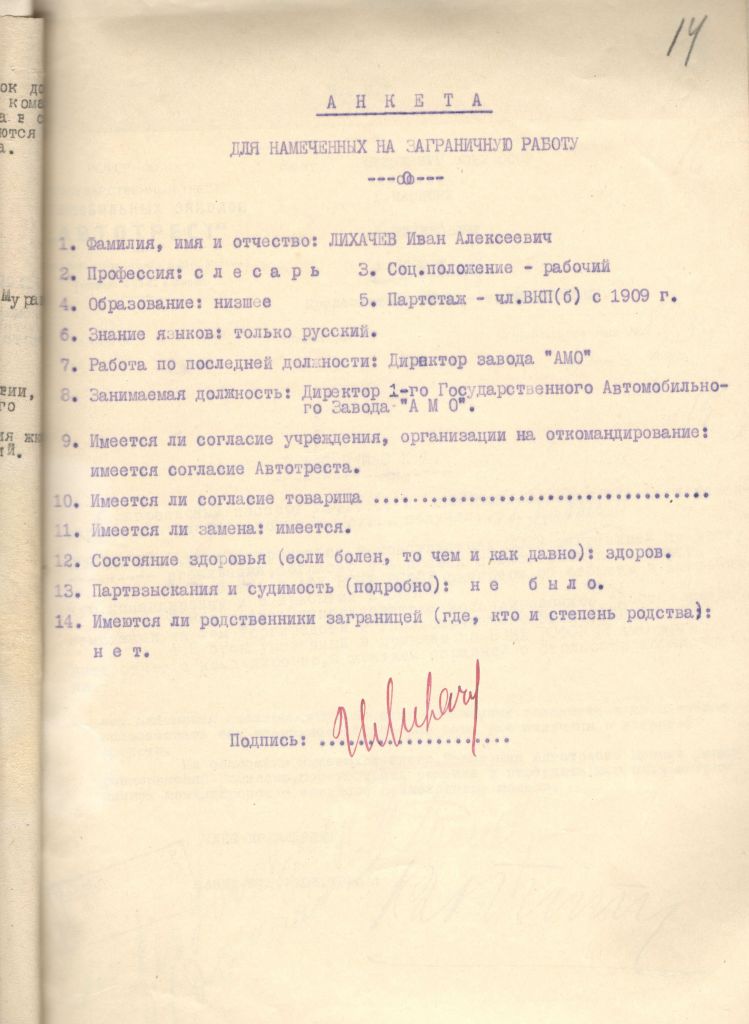 14
А Н К Е Т А
ДЛЯ НАМЕЧЕННЫХ НА ЗАГРАНИЧНУЮ РАБОТУ
1. Фамилия, имя и отчество: ЛИХАЧЕВ Иван Алексеевич
2. Профессия: с л е с а р ь 3. Соц.положение - рабочий
4. Образование: низшее 5. Партстаж - чл.ВКП(б) с 1909 г.
6. Знание языков: только русский.
7. Работа по последней должности: Директор завода "АМО"
8. Занимаемая должность: Директор 1-го Государственного Автомобильно-
го Завода "А М О".
9. Имеется ли согласие учреждения, организации на откомандирование:
имеется согласие Автотреста.
10. Имеется ли согласие товарища ...................................
11. Имеется ли замена: имеется.
12. Состояние здоровья (если болен, то чем и как давно): здоров.
13. Партвзыскания и судимость (подробно): н е б ы л о.
14. Имеются ли родственники заграницей (где, кто и степень родства):
н е т.
Подпись: ....................
ИЛихачев